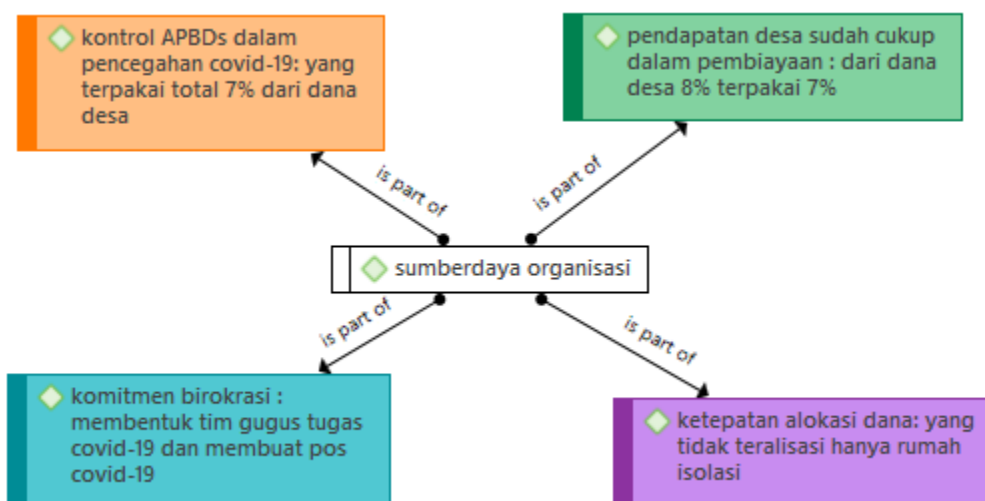 kontrol APBDs dalam
pencegahan covid-19: yang
terpakai total 7% dari dana
desa
pendapatan desa sudah cukup
dalam pembiayaan : dari dana
desa 8% terpakai 7%
is part of
is part of
sumberdaya organisasi
is part of
is part of
komitmen birokrasi :
membentuk tim gugus tugas
covid-19 dan membuat pos
covid-19
ketepatan alokasi dana: yang
tidak teralisasi hanya rumah
isolasi